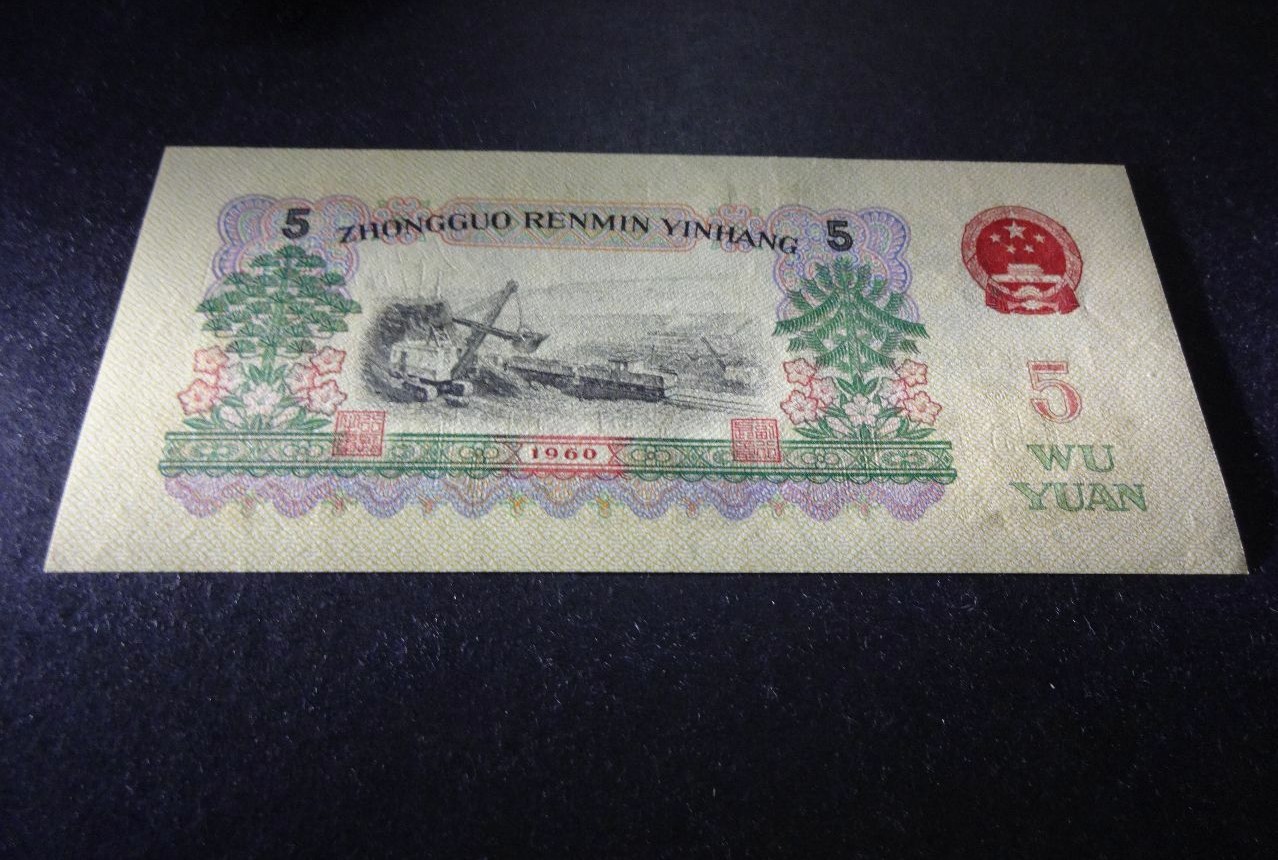 5 ZHONGGUO RENMIN YINHANG 5
5
WU
YUAN
1960